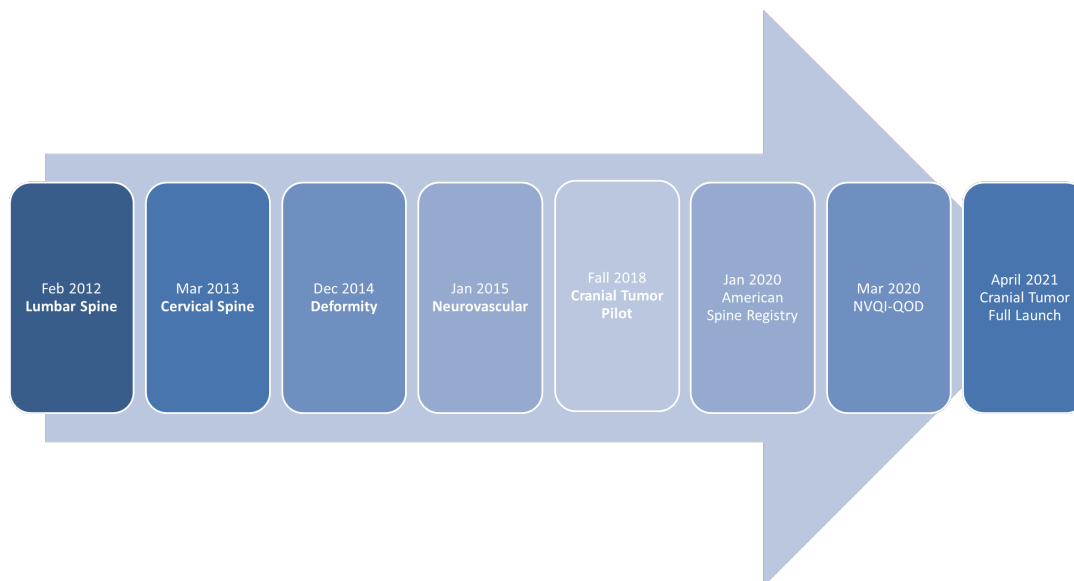 Feb 2012
Lumbar Spine
Mar 2013
Cervical Spine
Dec 2014
Deformity
Jan 2015
Neurovascular
Fall 2018
Cranial Tumor
Pilot
Jan 2020
American
Spine Registry
Mar 2020
NVQI-QOD
April 2021
Cranial Tumor
Full Launch